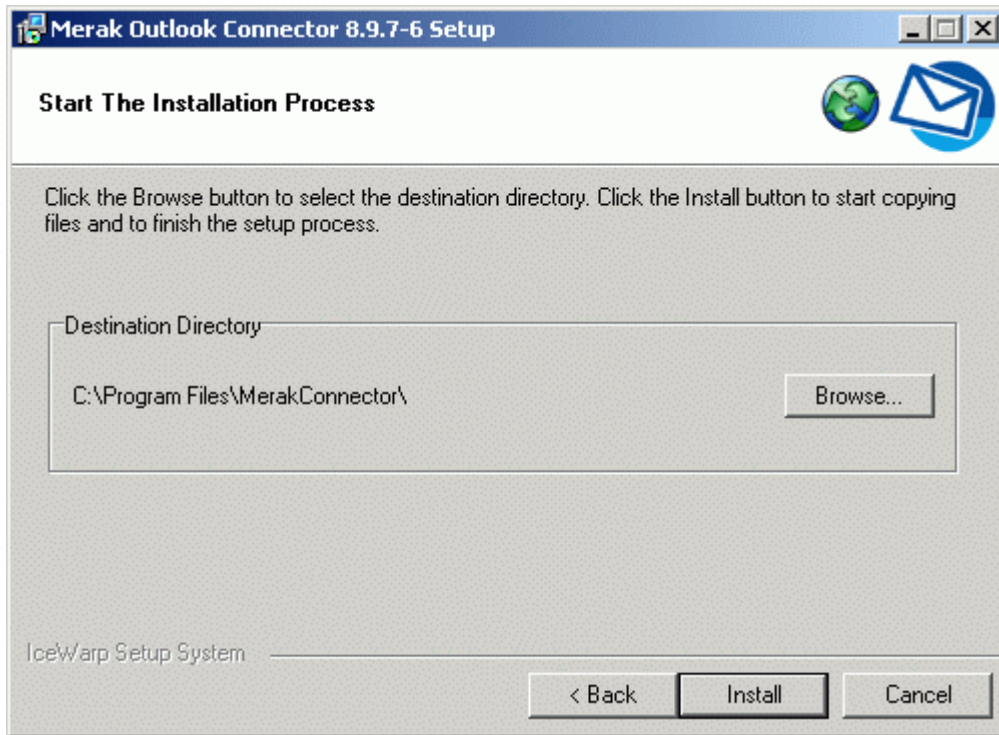 Merak Outlook Connector 8.9.7-6 Setup
Start The Installation Process
Click the Browse button to select the destination directory. Click the Install button to start copying
files and to finish the setup process.
Destination Directory
C:\Program Files\MerakConnector\
Browse...
IceWarp Setup System
< Back
Install
Cancel